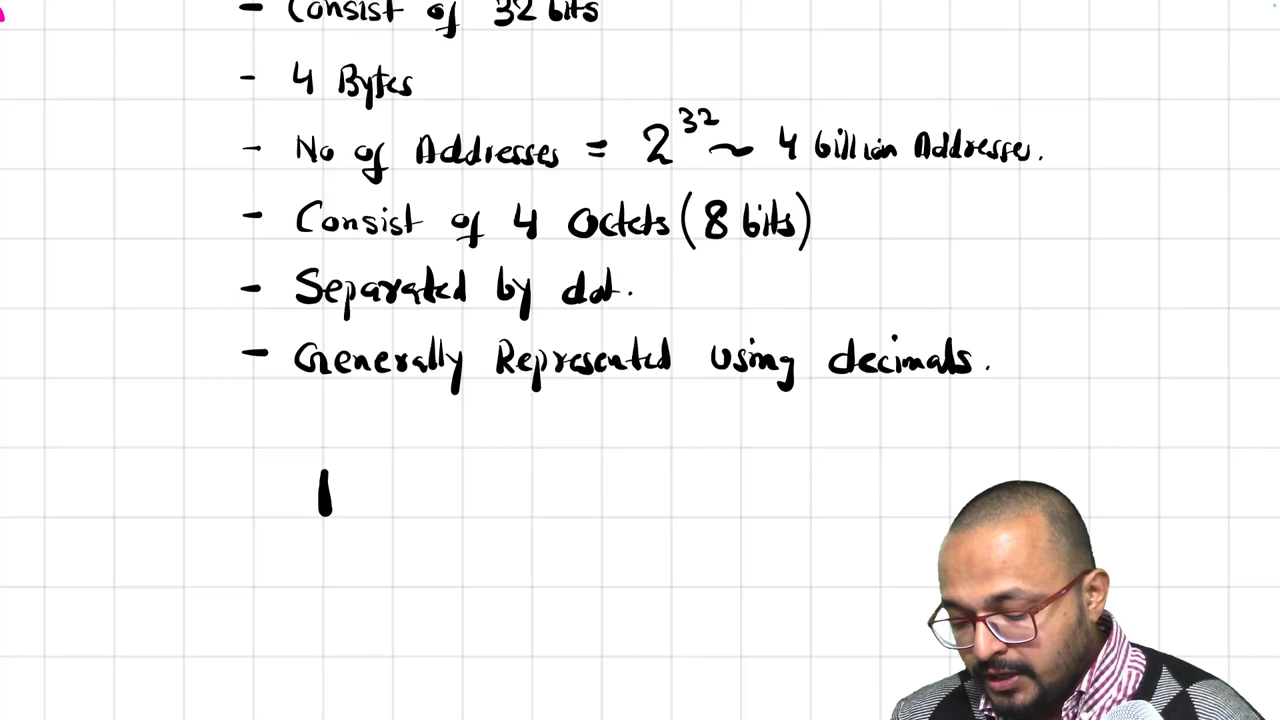 - Consist of 32 bits
- 4 Bytes
- No of Addresses = 2^32 ~ 4 billion Addresses.
- Consist of 4 Octets (8 bits)
- Separated by dot.
- Generally Represented using decimals.
1